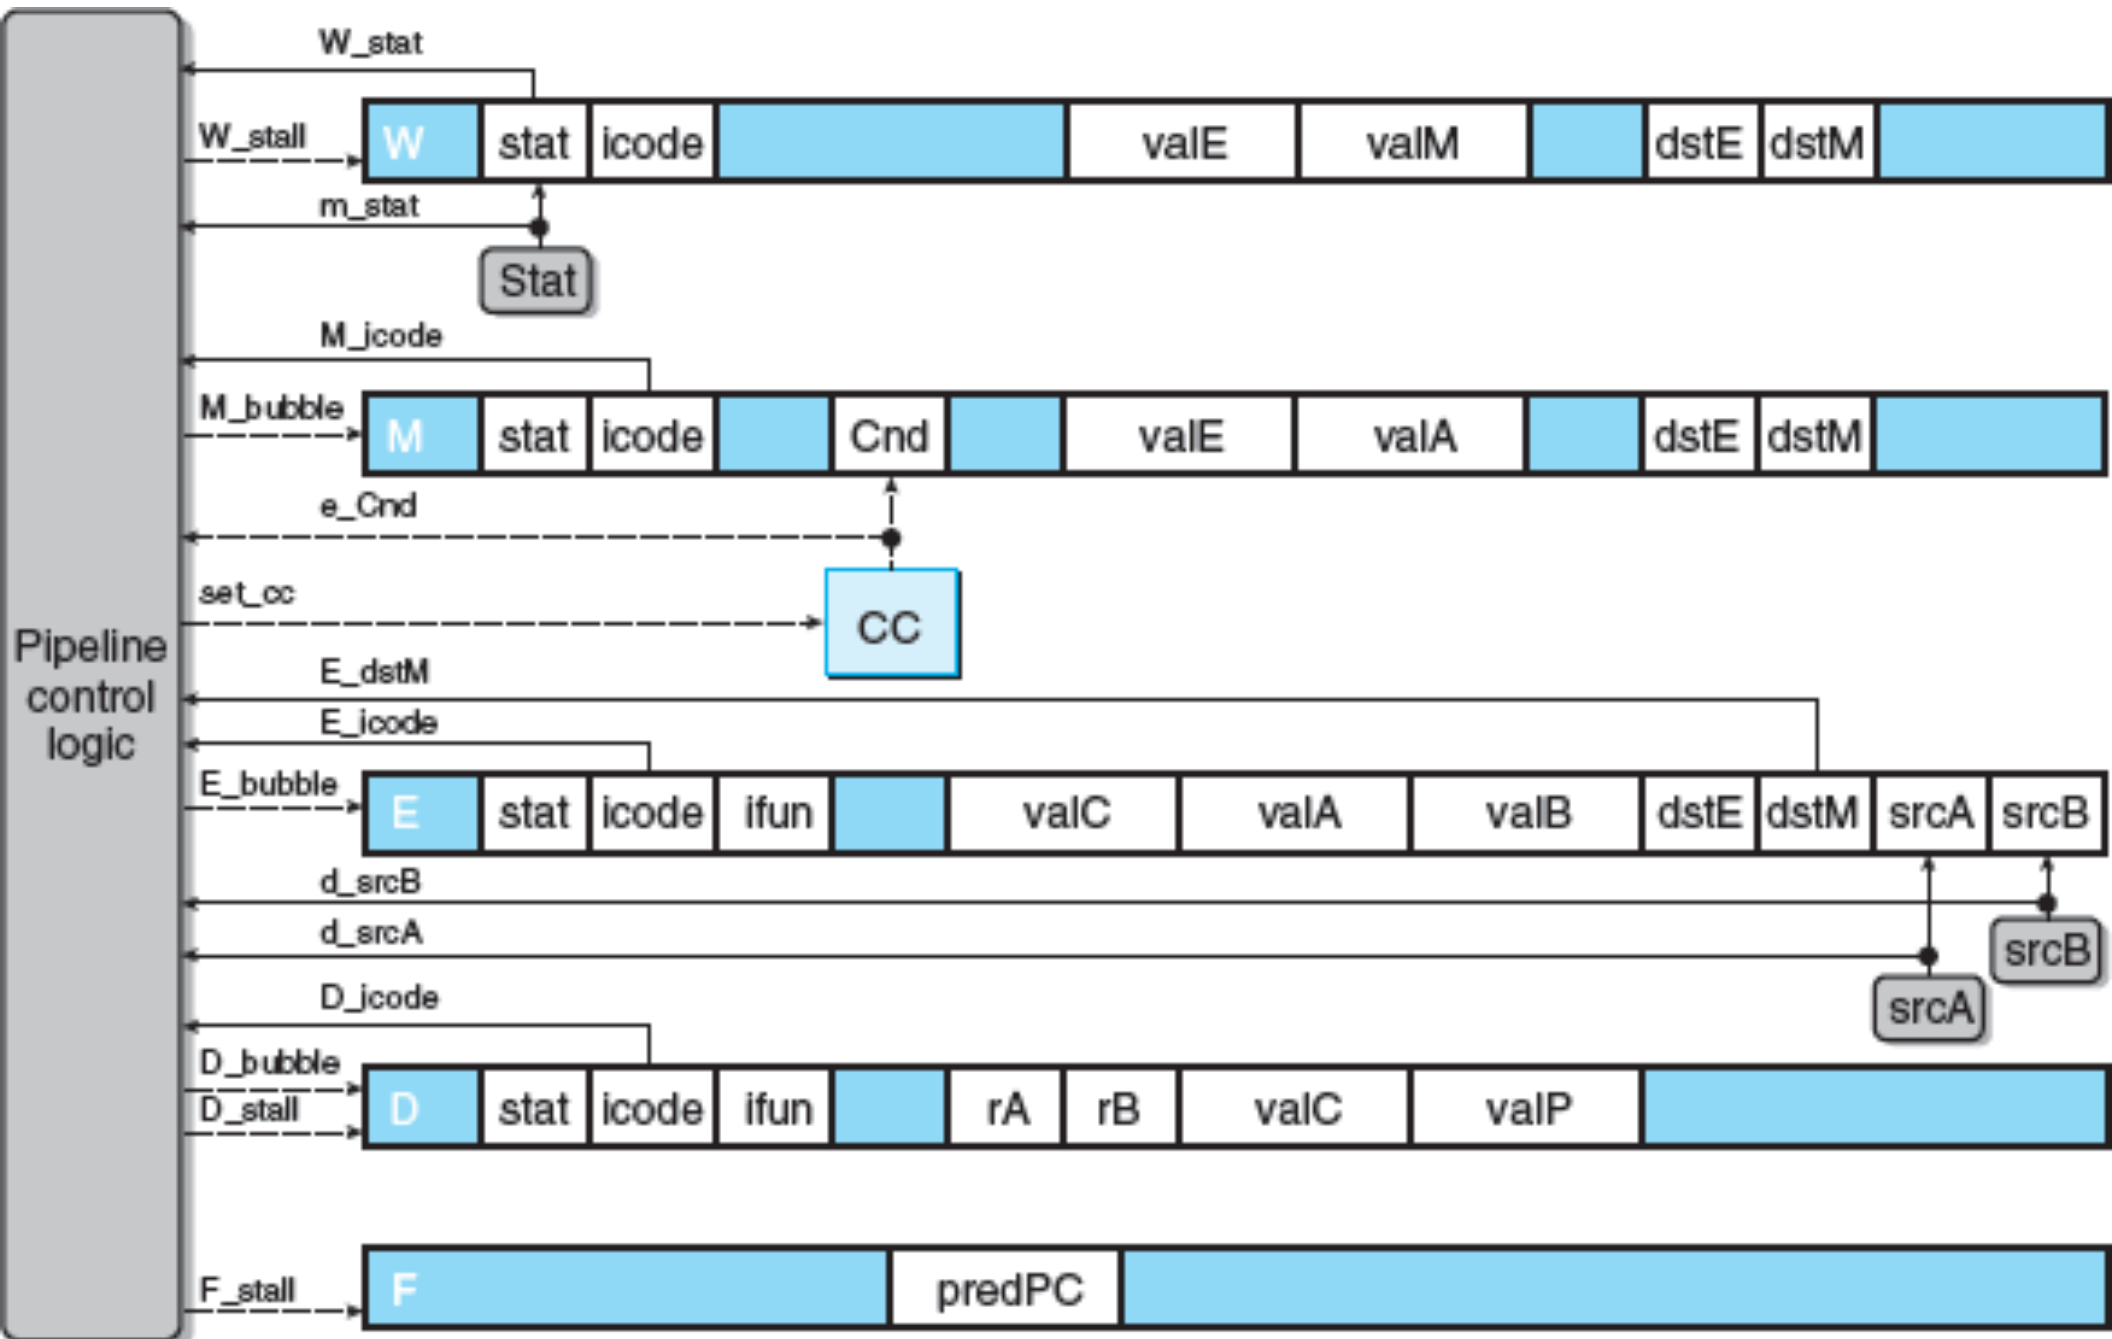 W_stat
W_stall
W stat icode valE valM dstE dstM
m_stat
Stat
M_icode
M_bubble
M stat icode Cnd valE valA dstE dstM
e_Cnd
set_cc
CC
Pipeline
control
logic
E_dstM
E_icode
E_bubble
E stat icode ifun valC valA valB dstE dstM srcA srcB
d_srcB
d_srcA
srcB
srcA
D_icode
D_bubble
D_stall
D stat icode ifun rA rB valC valP
F_stall
F predPC